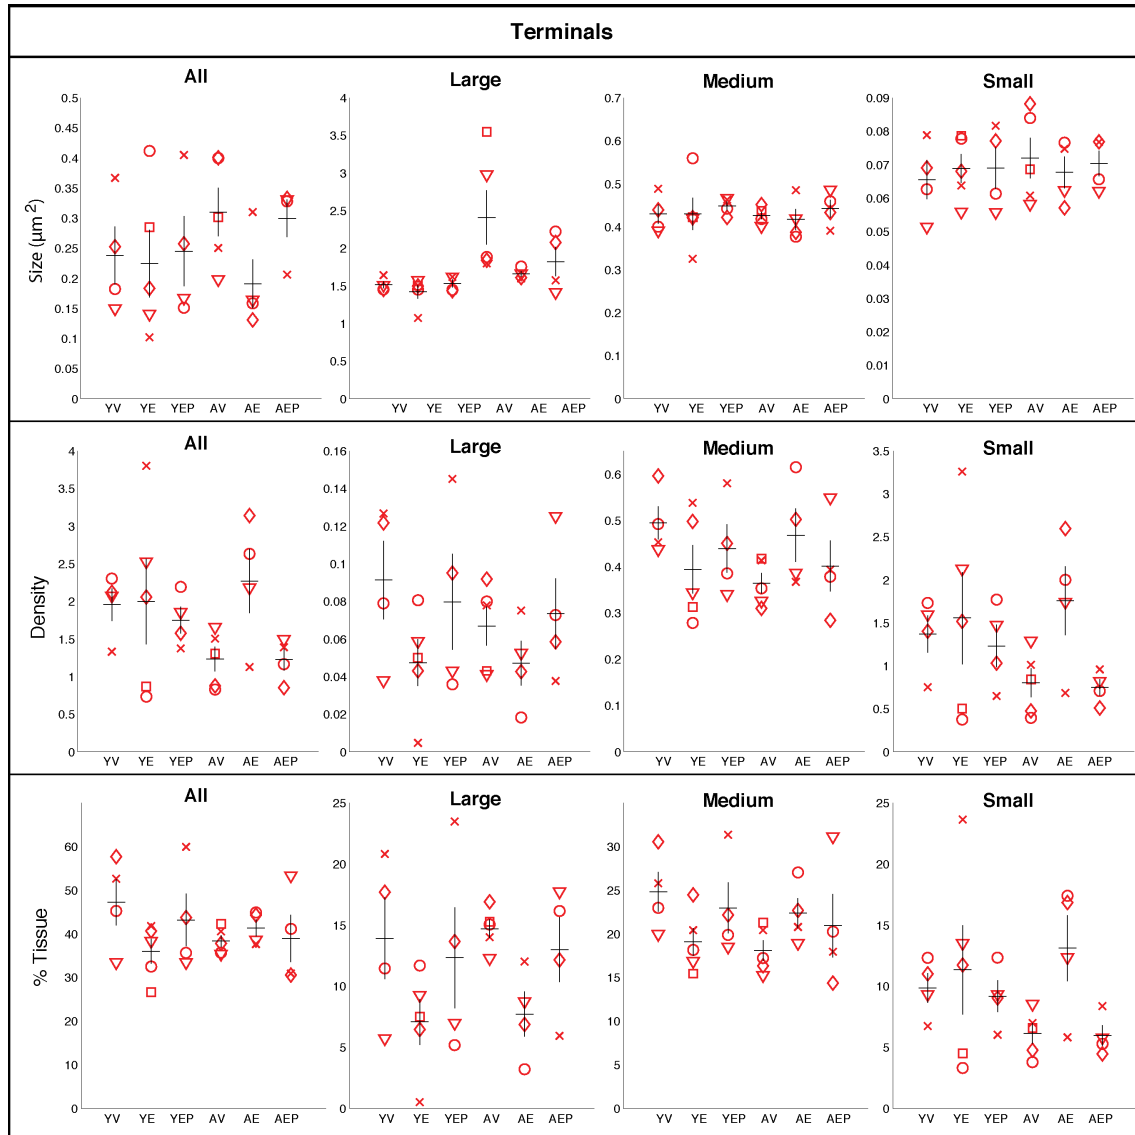 Terminals
All Large Medium Small
Size (µm²)
0.5 0.45 0.4 0.35 0.3 0.25 0.2 0.15 0.1 0.05 0
YV YE YEP AV AE AEP
4 3.5 3 2.5 2 1.5 1 0.5 0
YV YE YEP AV AE AEP
0.7 0.6 0.5 0.4 0.3 0.2 0.1 0
YV YE YEP AV AE AEP
0.09 0.08 0.07 0.06 0.05 0.04 0.03 0.02 0.01 0
YV YE YEP AV AE AEP
All Large Medium Small
Density
4 3.5 3 2.5 2 1.5 1 0.5 0
YV YE YEP AV AE AEP
0.16 0.14 0.12 0.1 0.08 0.06 0.04 0.02 0
YV YE YEP AV AE AEP
0.6 0.5 0.4 0.3 0.2 0.1 0
YV YE YEP AV AE AEP
3.5 3 2.5 2 1.5 1 0.5 0
YV YE YEP AV AE AEP
All Large Medium Small
% Tissue
60 50 40 30 20 10 0
YV YE YEP AV AE AEP
25 20 15 10 5 0
YV YE YEP AV AE AEP
35 30 25 20 15 10 5 0
YV YE YEP AV AE AEP
25 20 15 10 5 0
YV YE YEP AV AE AEP